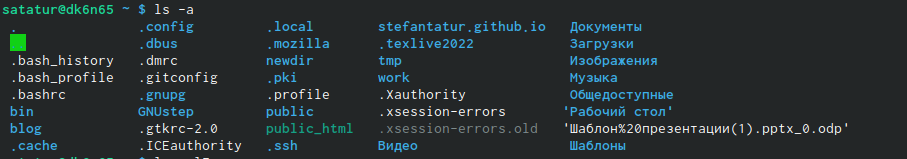 satatur@dk6n65 ~ $ ls -a
. .config .local stefantatur.github.io Документы
.dbus .mozilla .texlive2022 Загрузки
.bash_history .dmrc newdir tmp Изображения
.bash_profile .gitconfig .pki work Музыка
.bashrc .gnupg .profile .Xauthority Общедоступные
bin GNUstep public .xsession-errors 'Рабочий стол'
blog .gtkrc-2.0 public_html .xsession-errors.old 'Шаблон%20презентации(1).pptx_0.odp'
.cache .ICEauthority .ssh Видео Шаблоны